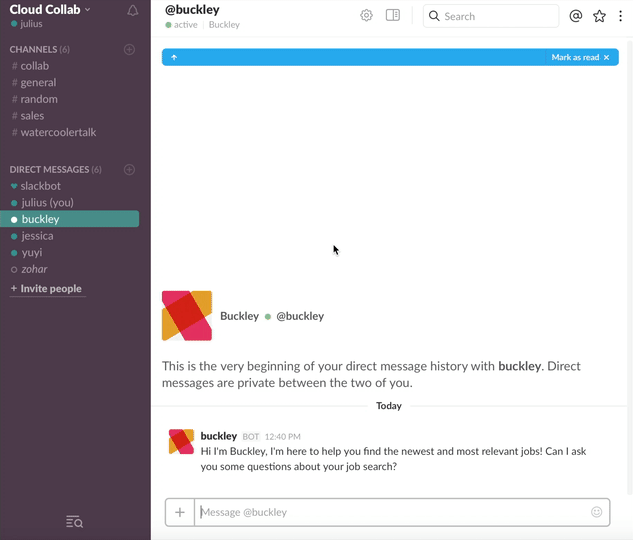 Cloud Collab
julius
CHANNELS (6)
# collab
# general
# random
# sales
# watercoolertalk
DIRECT MESSAGES (6)
slackbot
julius (you)
buckley
jessica
yuyi
zohar
+ Invite people
@buckley
active | Buckley
Search
Mark as read ×
Buckley @buckley
This is the very beginning of your direct message history with buckley. Direct
messages are private between the two of you.
Today
buckley BOT 12:40 PM
Hi I'm Buckley, I'm here to help you find the newest and most relevant jobs! Can I ask
you some questions about your job search?
Message @buckley